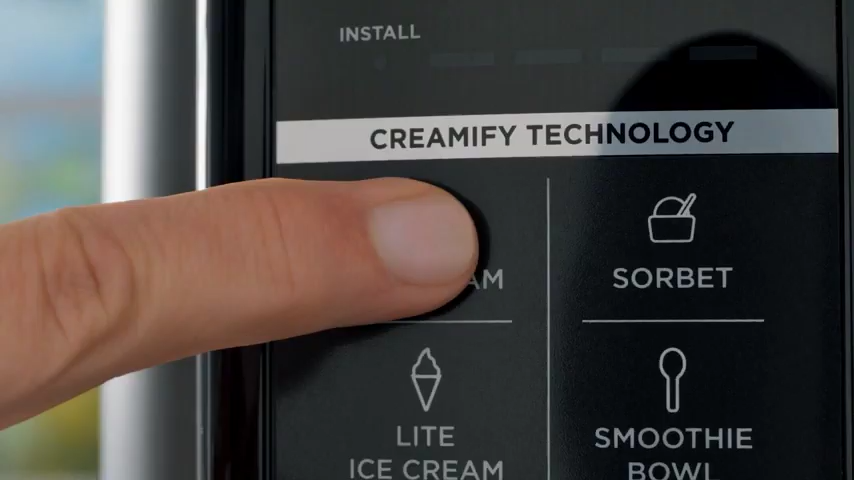 INSTALL
CREAMIFY TECHNOLOGY
AM
SORBET
LITE
ICE CREAM
SMOOTHIE
BOWL